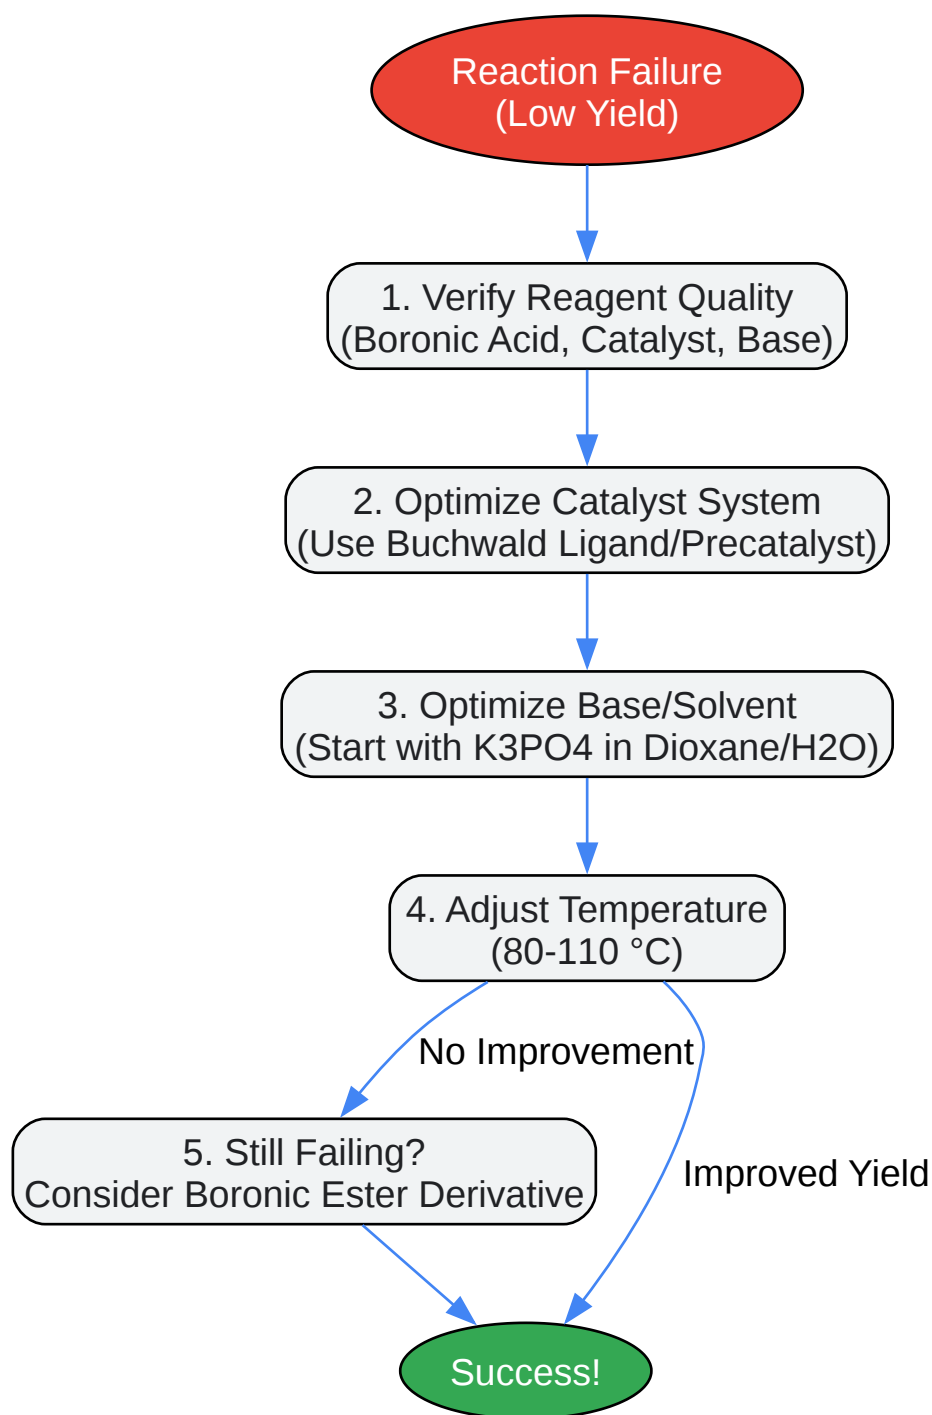 Reaction Failure
(Low Yield)
1. Verify Reagent Quality
(Boronic Acid, Catalyst, Base)
2. Optimize Catalyst System
(Use Buchwald Ligand/Precatalyst)
3. Optimize Base/Solvent
(Start with K3PO4 in Dioxane/H2O)
4. Adjust Temperature
(80-110 °C)
No Improvement
5. Still Failing?
Consider Boronic Ester Derivative
Improved Yield
Success!